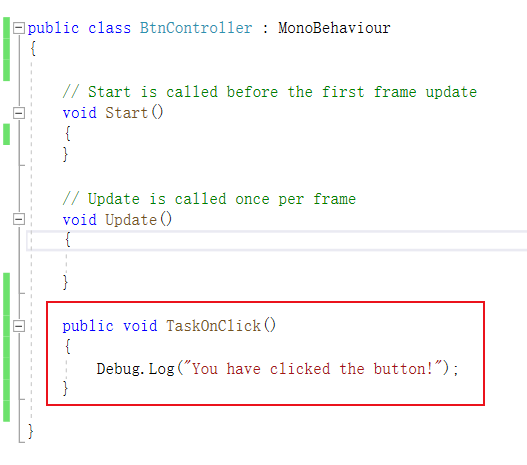 public class BtnController : MonoBehaviour
{
// Start is called before the first frame update
void Start()
{
}
// Update is called once per frame
void Update()
{
}
public void TaskOnClick()
{
Debug.Log("You have clicked the button!");
}
}